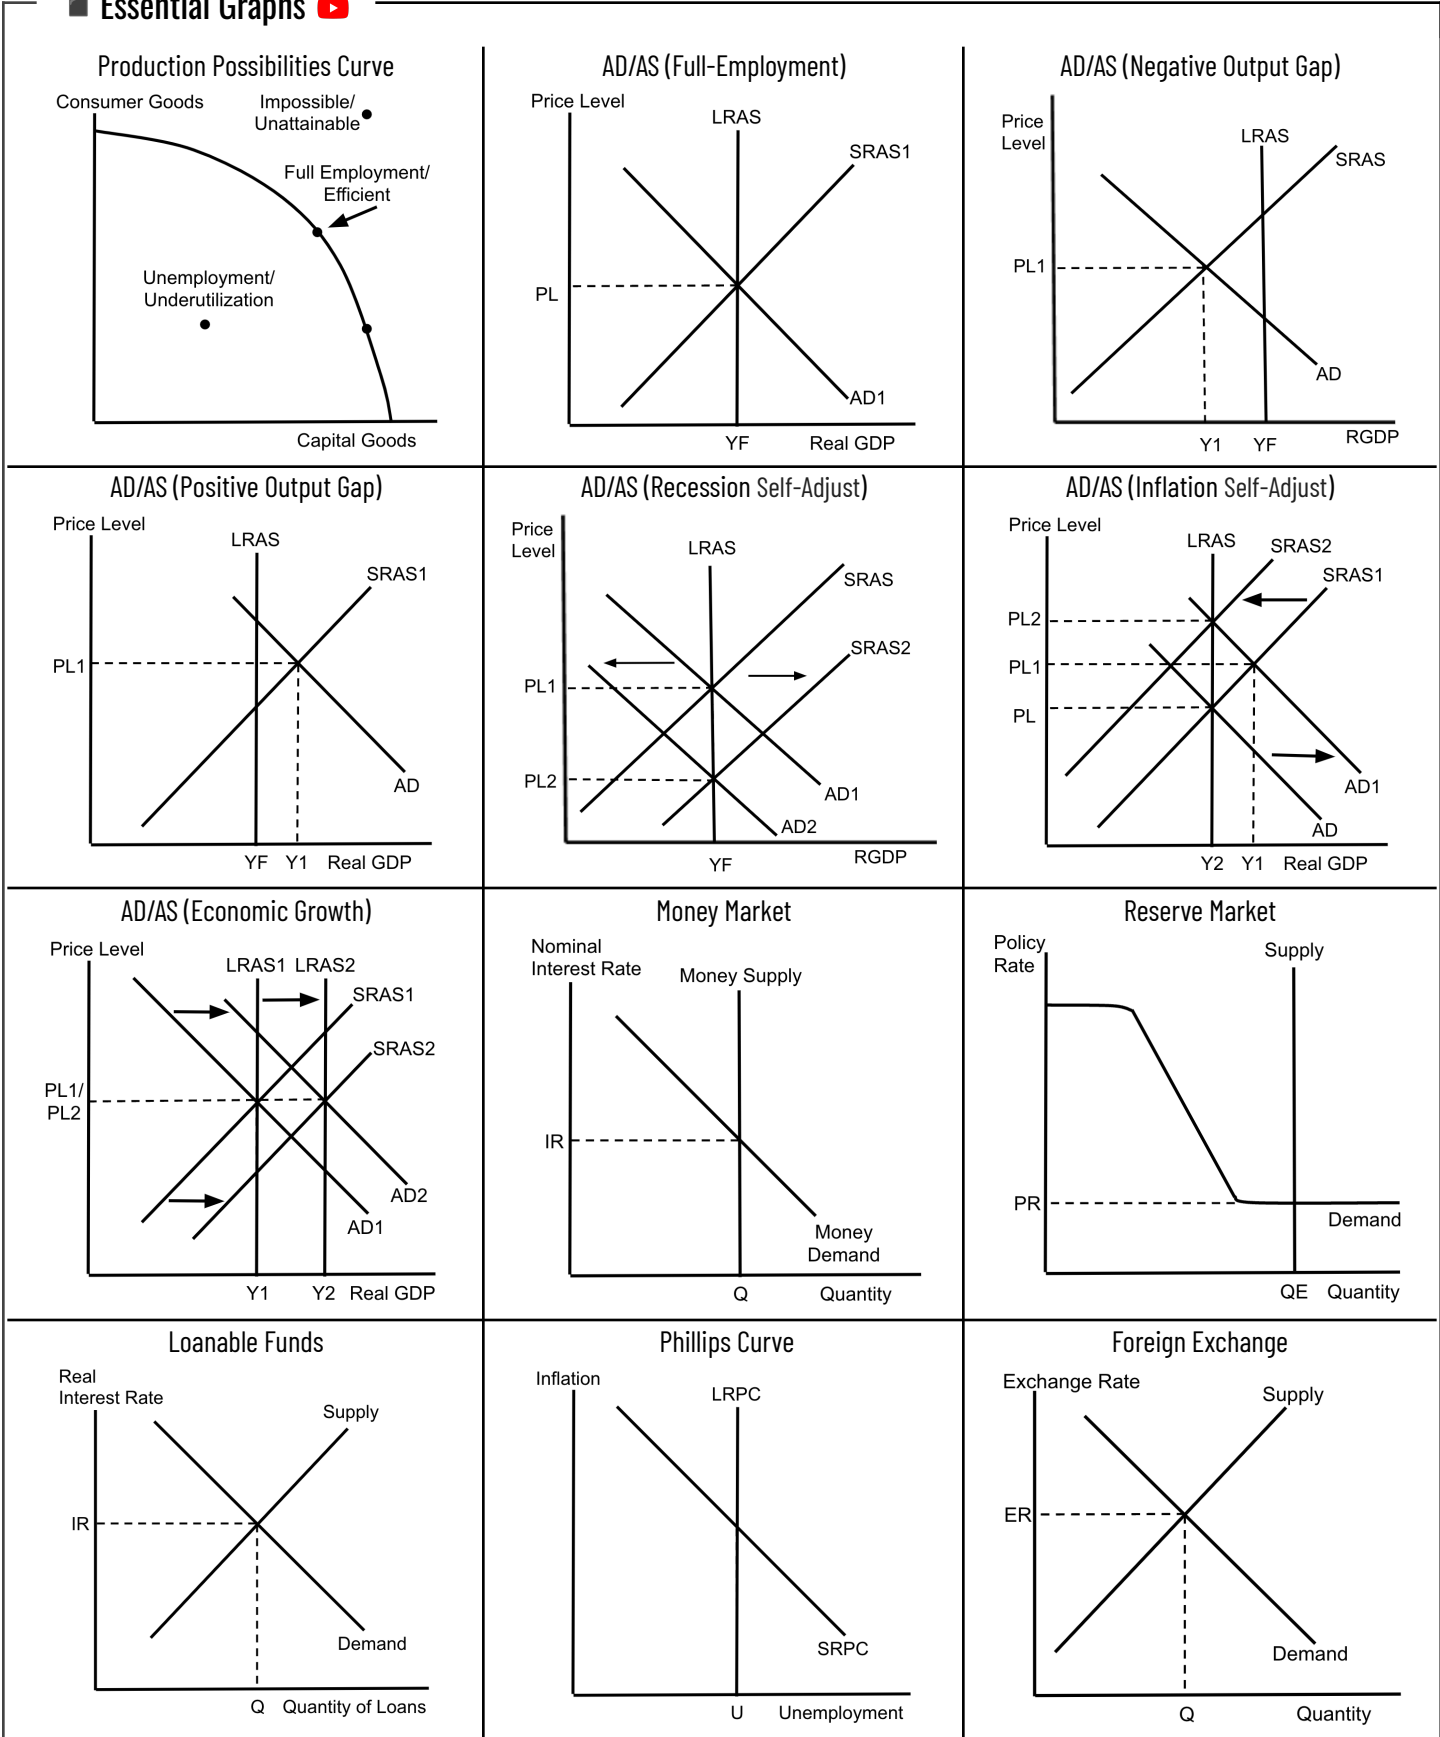 Essential Graphs
Production Possibilities Curve
Consumer Goods
Impossible/
Unattainable
Full Employment/
Efficient
Unemployment/
Underutilization
Capital Goods
AD/AS (Full-Employment)
Price Level
LRAS
SRAS1
PL
AD1
YF
Real GDP
AD/AS (Negative Output Gap)
Price
Level
LRAS
SRAS
PL1
AD
Y1
YF
RGDP
AD/AS (Positive Output Gap)
Price Level
LRAS
SRAS1
PL1
AD
YF
Y1
Real GDP
AD/AS (Recession Self-Adjust)
Price
Level
LRAS
SRAS
SRAS2
PL1
PL2
AD1
AD2
YF
RGDP
AD/AS (Inflation Self-Adjust)
Price Level
LRAS
SRAS2
SRAS1
PL2
PL1
PL
AD1
AD
Y2
Y1
Real GDP
AD/AS (Economic Growth)
Price Level
LRAS1
LRAS2
SRAS1
SRAS2
PL1/
PL2
AD2
AD1
Y1
Y2
Real GDP
Money Market
Nominal
Interest Rate
Money Supply
IR
Money
Demand
Q
Quantity
Reserve Market
Policy
Rate
Supply
PR
Demand
QE
Quantity
Loanable Funds
Real
Interest Rate
Supply
IR
Demand
Q
Quantity of Loans
Phillips Curve
Inflation
LRPC
SRPC
U
Unemployment
Foreign Exchange
Exchange Rate
Supply
ER
Demand
Q
Quantity